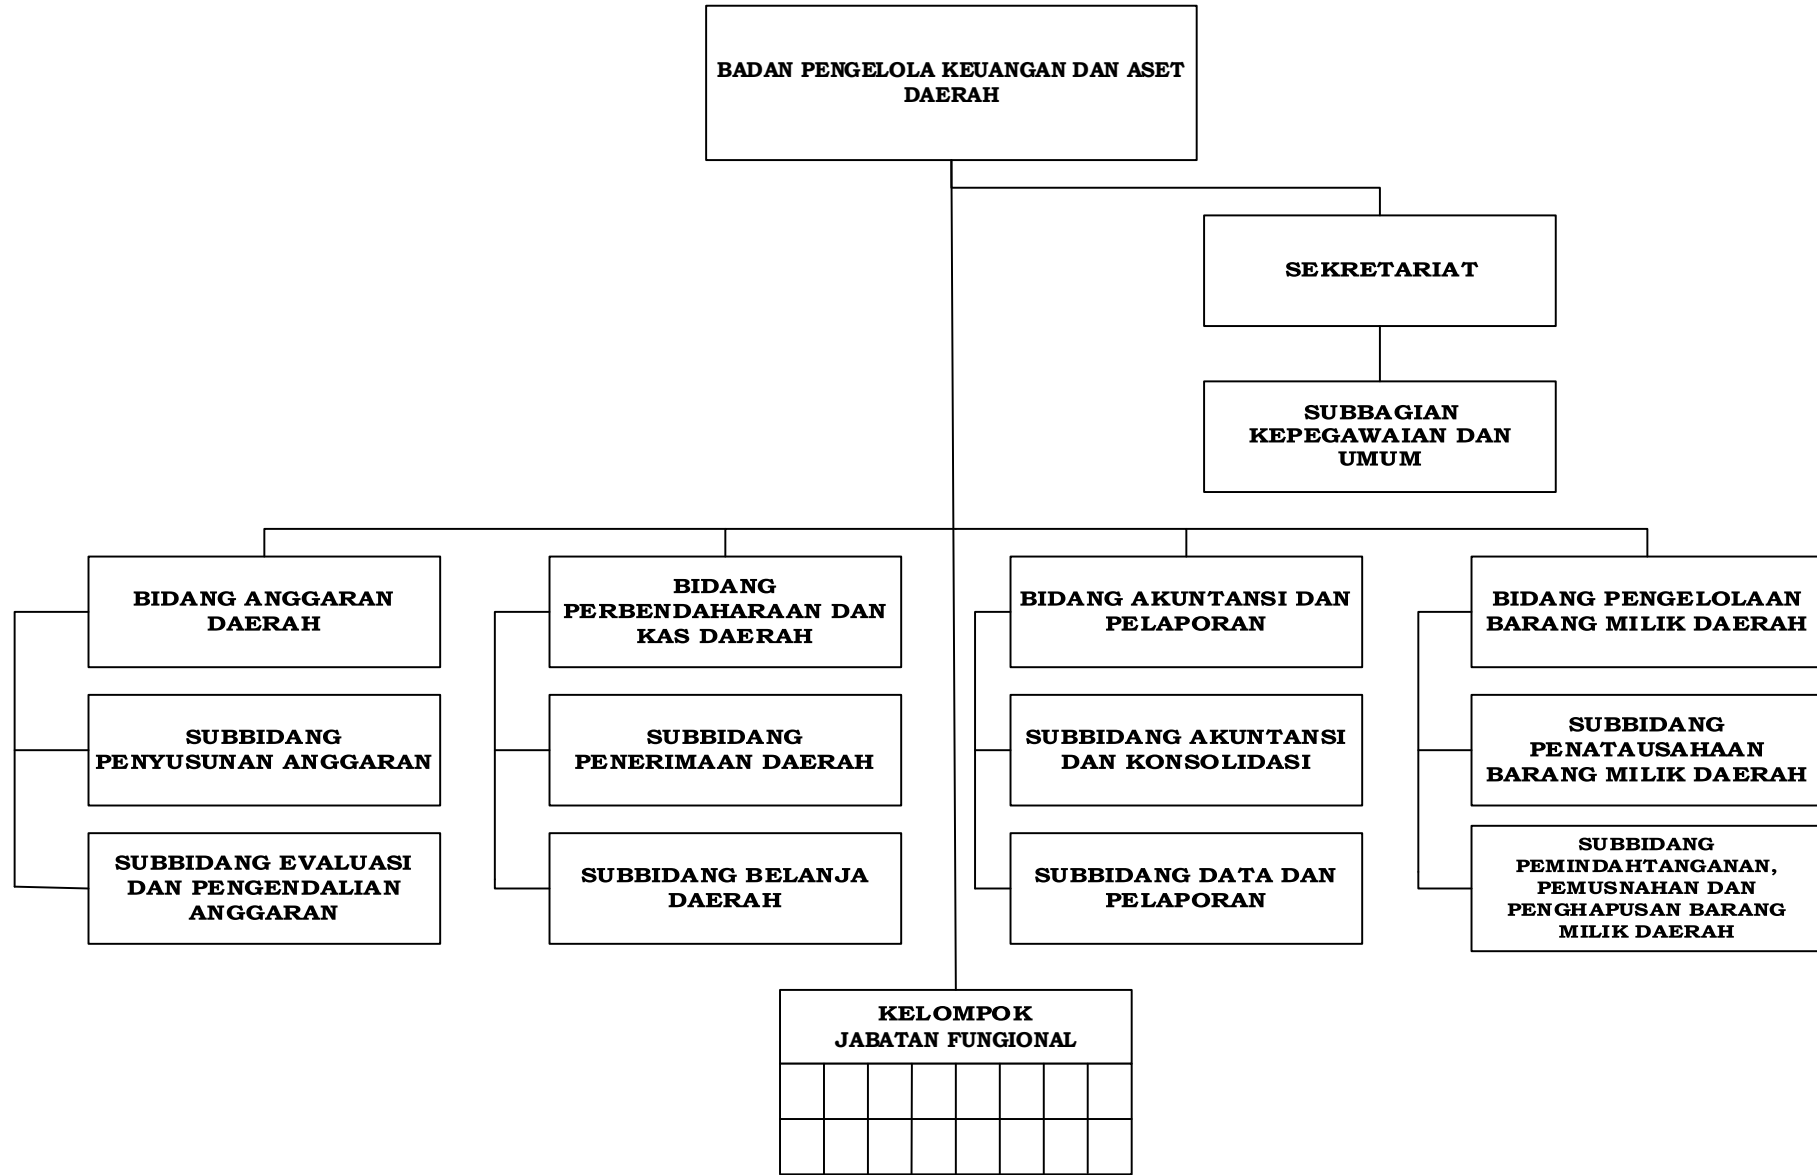 BADAN PENGELOLA KEUANGAN DAN ASET
DAERAH
SEKRETARIAT
SUBBAGIAN
KEPEGAWAIAN DAN
UMUM
BIDANG ANGGARAN
DAERAH
BIDANG
PERBENDAHARAAN DAN
KAS DAERAH
BIDANG AKUNTANSI DAN
PELAPORAN
BIDANG PENGELOLAAN
BARANG MILIK DAERAH
SUBBIDANG
PENYUSUNAN ANGGARAN
SUBBIDANG
PENERIMAAN DAERAH
SUBBIDANG AKUNTANSI
DAN KONSOLIDASI
SUBBIDANG
PENATAUSAHAAN
BARANG MILIK DAERAH
SUBBIDANG EVALUASI
DAN PENGENDALIAN
ANGGARAN
SUBBIDANG BELANJA
DAERAH
SUBBIDANG DATA DAN
PELAPORAN
SUBBIDANG
PEMINDAHTANGANAN,
PEMUSNAHAN DAN
PENGHAPUSAN BARANG
MILIK DAERAH
KELOMPOK
JABATAN FUNGIONAL